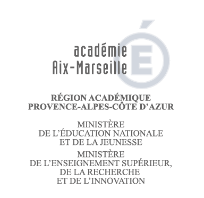 académie
Aix-Marseille
É
RÉGION ACADÉMIQUE
PROVENCE-ALPES-CÔTE D'AZUR
MINISTÈRE
DE L'ÉDUCATION NATIONALE
ET DE LA JEUNESSE
MINISTÈRE
DE L'ENSEIGNEMENT SUPÉRIEUR,
DE LA RECHERCHE
ET DE L'INNOVATION